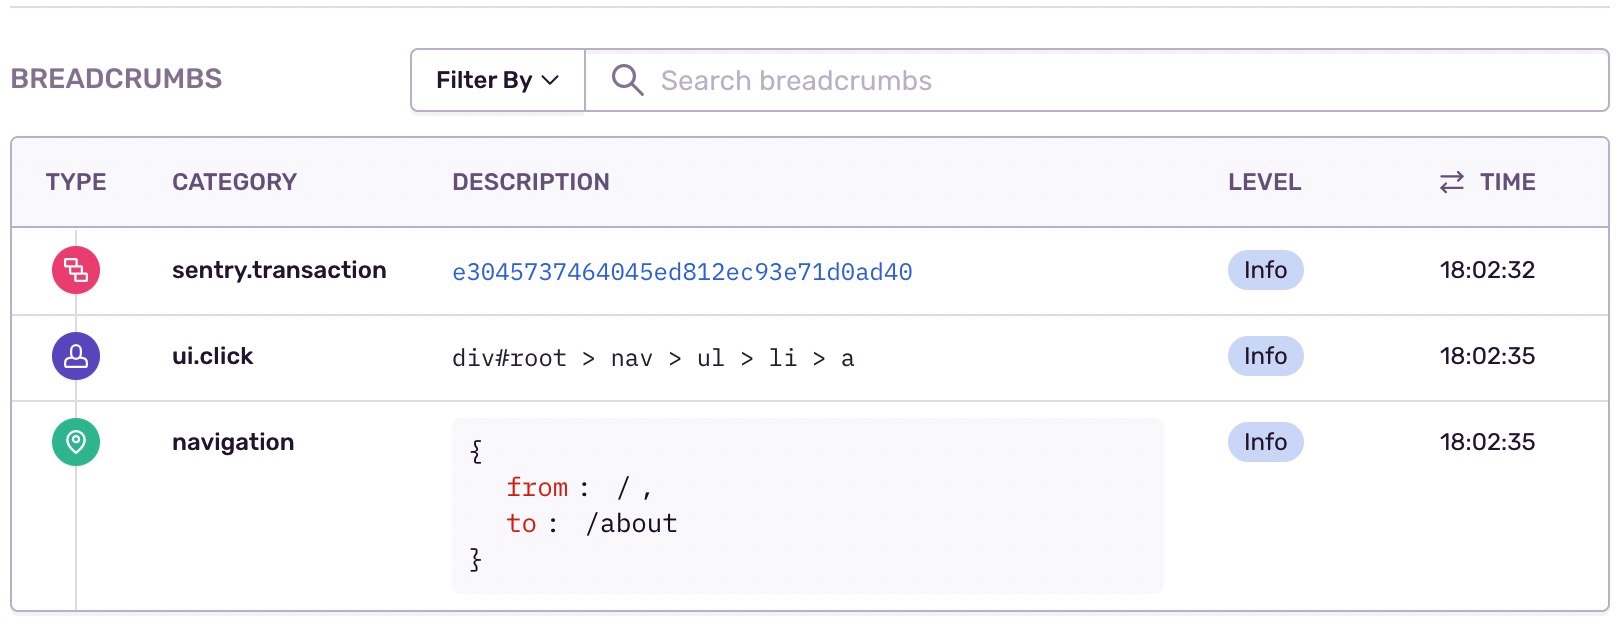 BREADCRUMBS Filter By Search breadcrumbs
TYPE CATEGORY DESCRIPTION LEVEL TIME
sentry.transaction e3045737464045ed812ec93e71d0ad40 Info 18:02:32
ui.click div#root > nav > ul > li > a Info 18:02:35
navigation { Info 18:02:35
from : / ,
to : /about
}